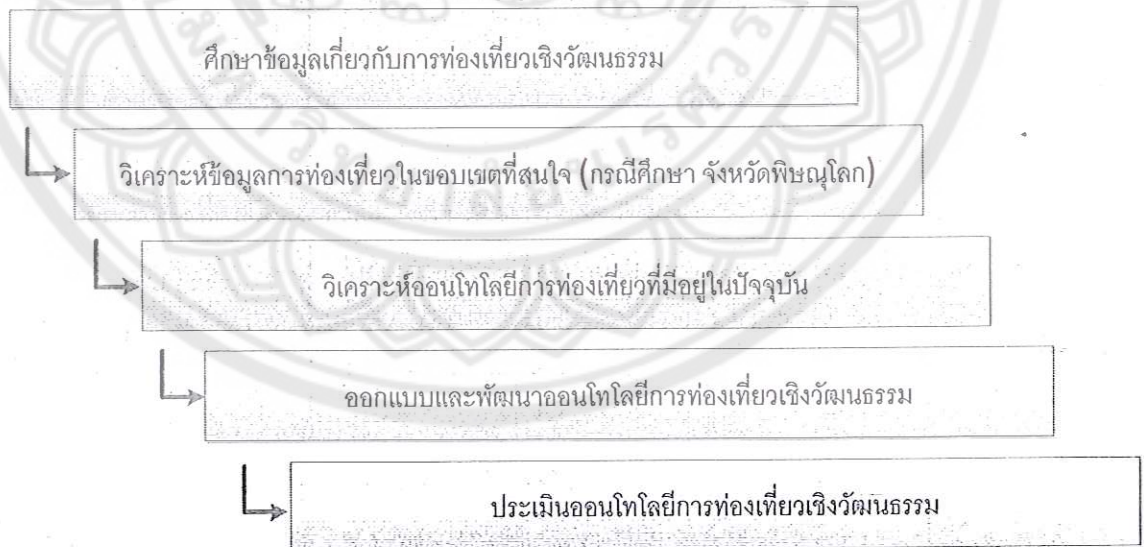 ศึกษาข้อมูลเกี่ยวกับการท่องเที่ยวเชิงวัฒนธรรม
วิเคราะห์ข้อมูลการท่องเที่ยวในขอบเขตที่สนใจ (กรณีศึกษา จังหวัดพิษณุโลก)
วิเคราะห์ออนโทโลยีการท่องเที่ยวที่มีอยู่ในปัจจุบัน
ออกแบบและพัฒนาออนโทโลยีการท่องเที่ยวเชิงวัฒนธรรม
ประเมินออนโทโลยีการท่องเที่ยวเชิงวัฒนธรรม